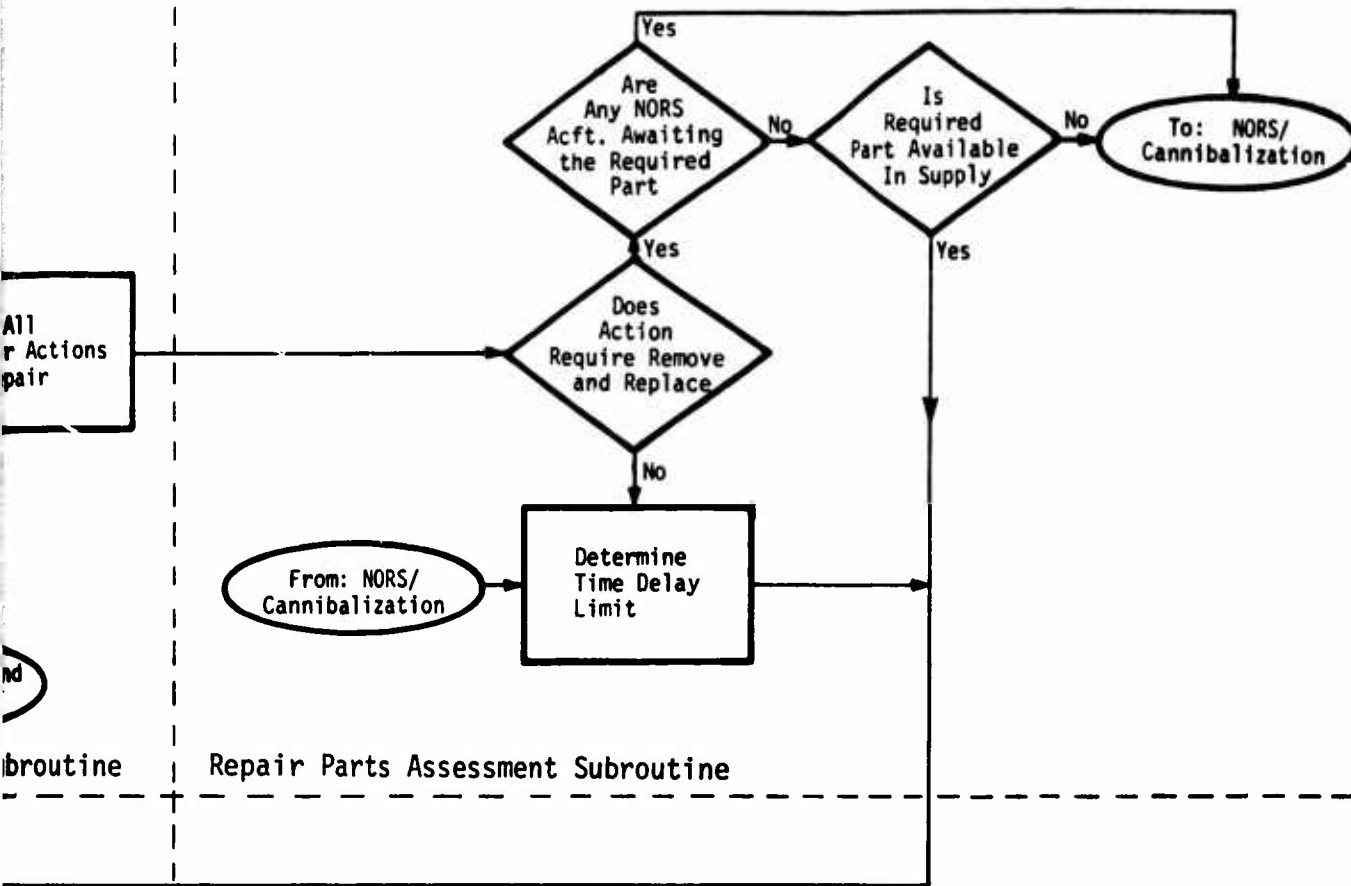 Yes
Are
Any NORS
Acft. Awaiting
the Required
Part
No
Is
Required
Part Available
In Supply
No
To: NORS/
Cannibalization
Yes
Yes
All
r Actions
pair
Does
Action
Require Remove
and Replace
No
From: NORS/
Cannibalization
Determine
Time Delay
Limit
nd
broutine
Repair Parts Assessment Subroutine